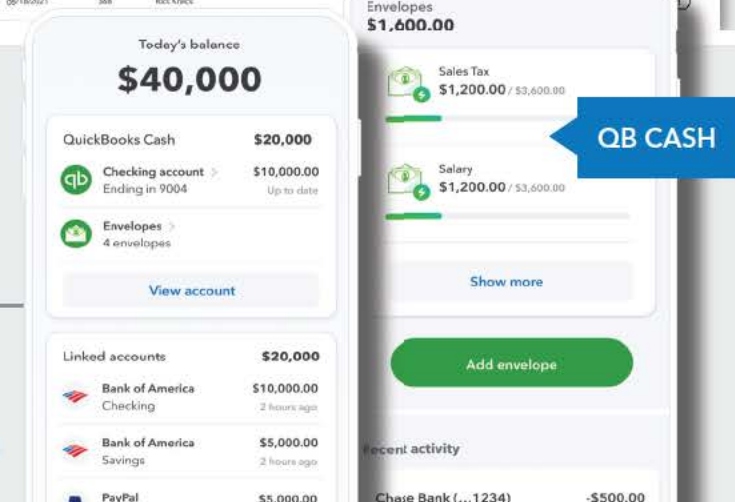 Today's balance
$40,000
QuickBooks Cash $20,000
qb Checking account > $10,000.00
Ending in 9004 Up to date
Envelopes >
4 envelopes
View account
Linked accounts $20,000
Bank of America $10,000.00
Checking 2 hours ago
Bank of America $5,000.00
Savings 2 hours ago
PayPal $5,000.00
Envelopes
$1,600.00
Sales Tax
$1,200.00 / $3,600.00
Salary
$1,200.00 / $3,600.00
Show more
Add envelope
Recent activity
Chase Bank (...1234) -$500.00
QB CASH